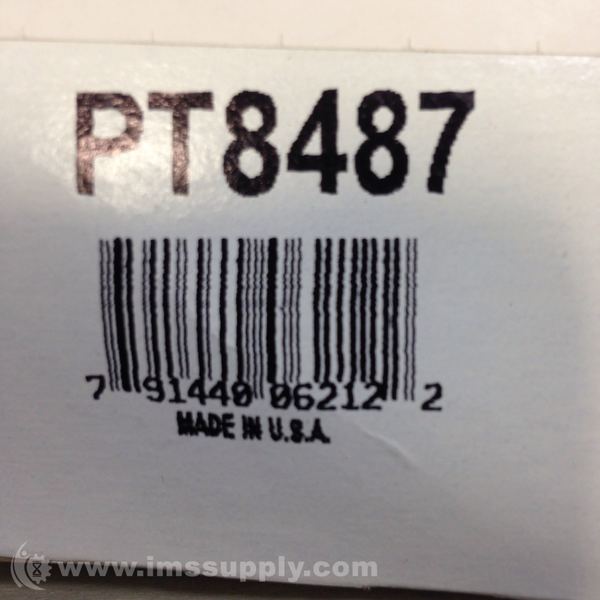 PT8487
7 91440 06212 2
MADE IN U.S.A.
www.imssupply.com